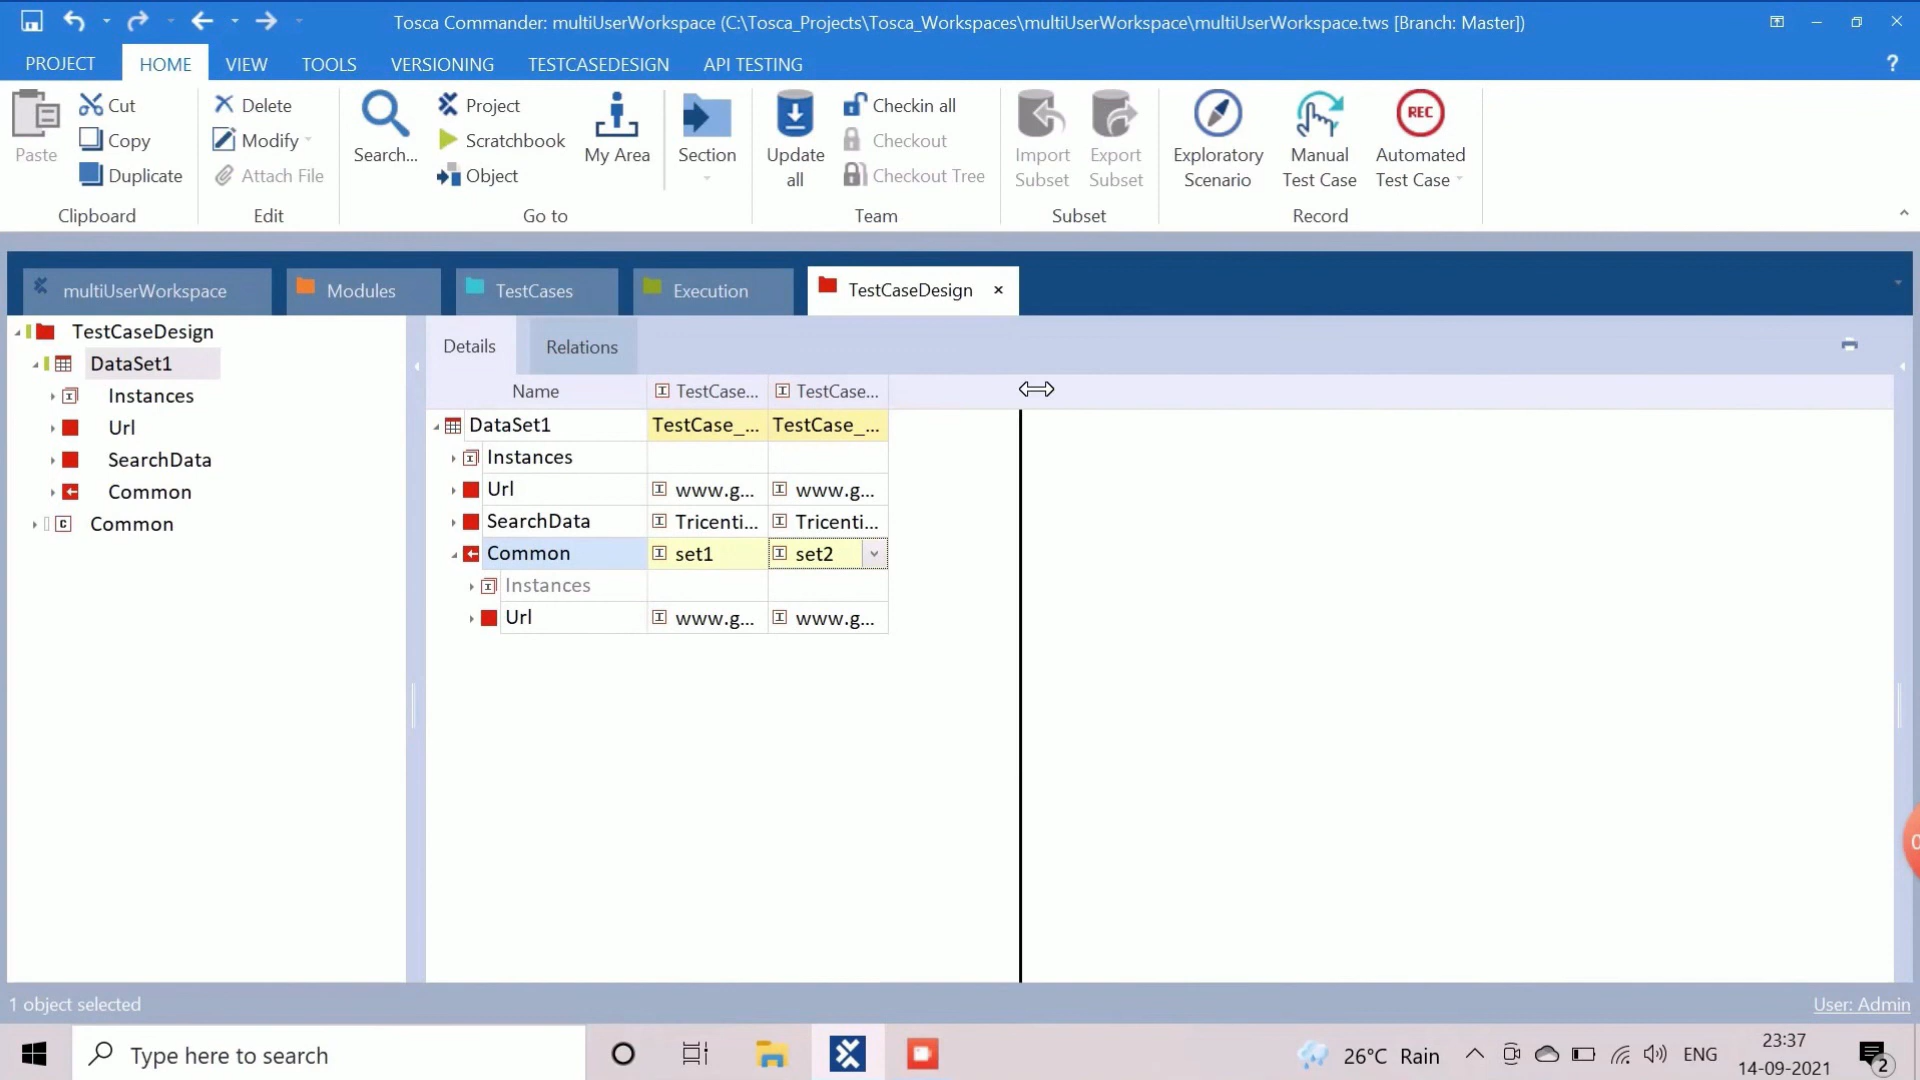 Tosca Commander: multiUserWorkspace (C:\Tosca_Projects\Tosca_Workspaces\multiUserWorkspace\multiUserWorkspace.tws [Branch: Master])
PROJECT HOME VIEW TOOLS VERSIONING TESTCASEDESIGN API TESTING ?
Paste Cut Copy Duplicate
Clipboard
Delete Modify Attach File
Edit
Search... Project Scratchbook Object My Area Section
Go to
Update all Checkin all Checkout Checkout Tree
Team
Import Subset Export Subset
Subset
Exploratory Scenario Manual Test Case REC Automated Test Case
Record
multiUserWorkspace Modules TestCases Execution TestCaseDesign ×
TestCaseDesign
DataSet1
Instances
Url
SearchData
Common
Common
Details Relations
Name TestCase... TestCase...
DataSet1 TestCase_... TestCase_...
Instances
Url www.g... www.g...
SearchData Tricenti... Tricenti...
Common set1 set2
Instances
Url www.g... www.g...
1 object selected User: Admin
Type here to search 26°C Rain ENG 23:37
14-09-2021 2